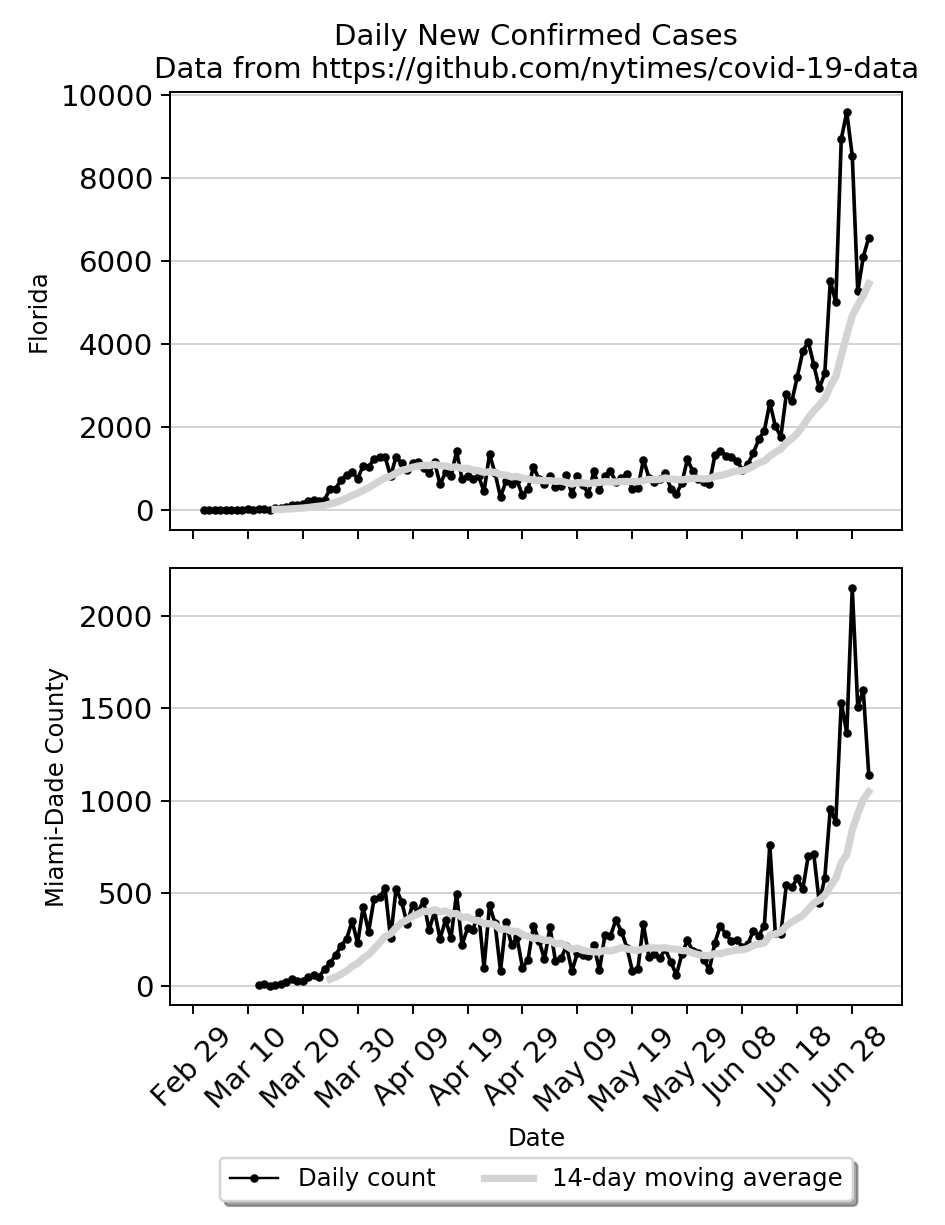 Daily New Confirmed Cases
Data from https://github.com/nytimes/covid-19-data
10000
8000
6000
4000
2000
0
Florida
2000
1500
1000
500
0
Miami-Dade County
Feb 29
Mar 10
Mar 20
Mar 30
Apr 09
Apr 19
Apr 29
May 09
May 19
May 29
Jun 08
Jun 18
Jun 28
Date
Daily count
14-day moving average